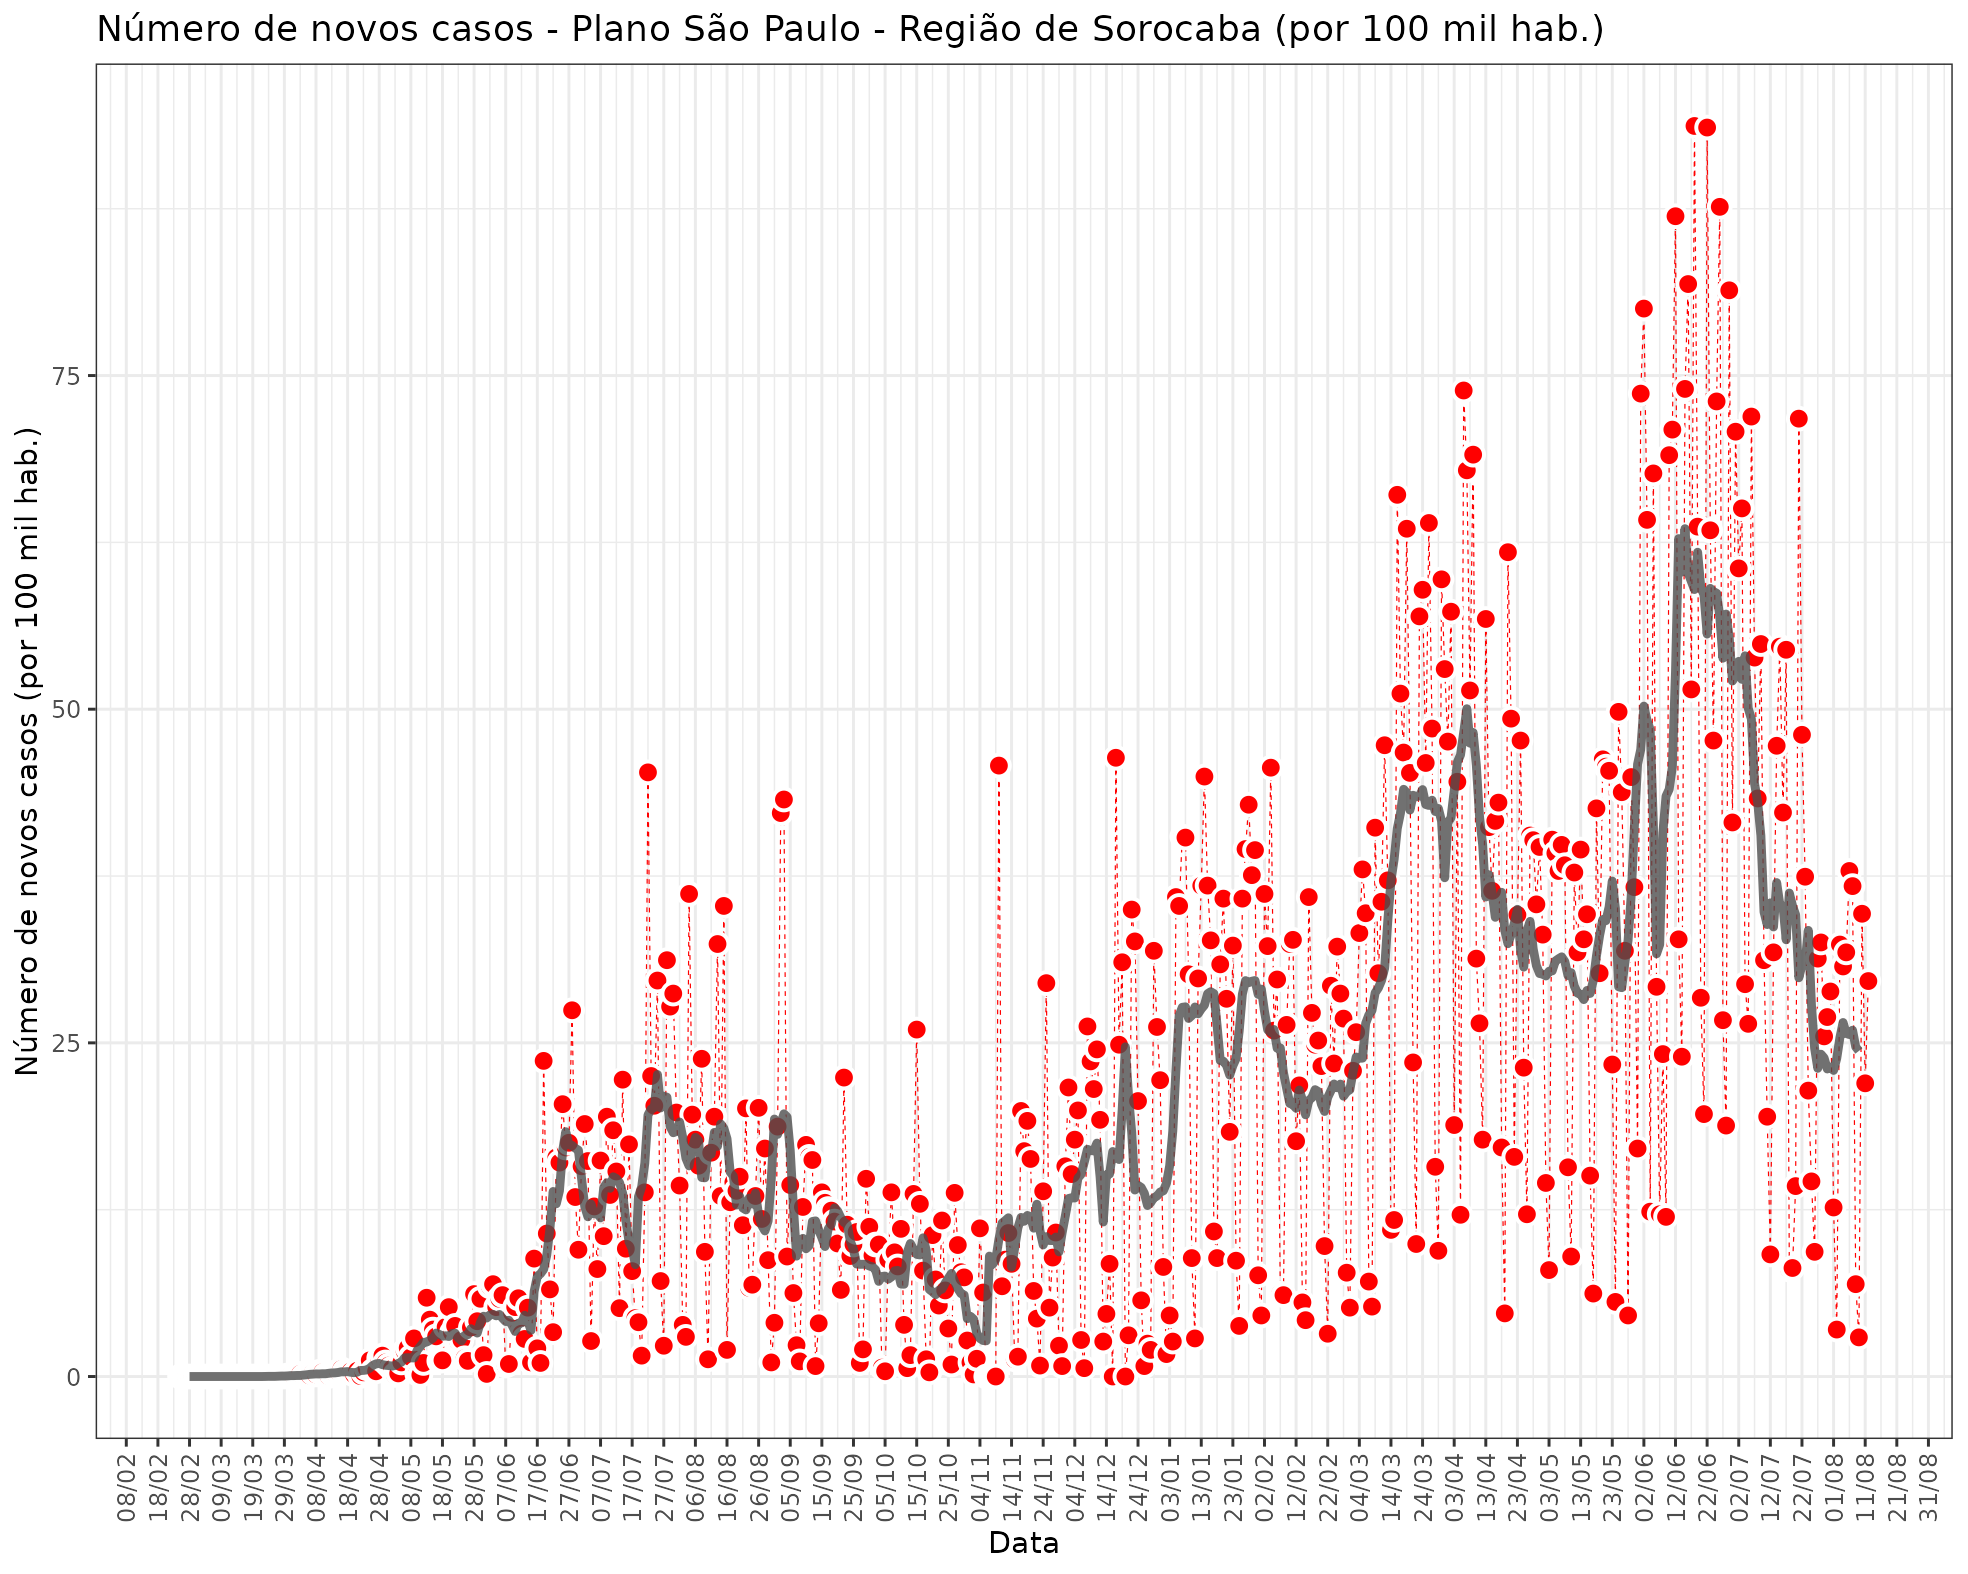 Número de novos casos - Plano São Paulo - Região de Sorocaba (por 100 mil hab.)
Número de novos casos (por 100 mil hab.)
75
50
25
0
08/02 18/02 28/02 09/03 19/03 29/03 08/04 18/04 28/04 08/05 18/05 28/05 07/06 17/06 27/06 07/07 17/07 27/07 06/08 16/08 26/08 05/09 15/09 25/09 05/10 15/10 25/10 04/11 14/11 24/11 04/12 14/12 24/12 03/01 13/01 23/01 02/02 12/02 22/02 04/03 14/03 24/03 03/04 13/04 23/04 03/05 13/05 23/05 02/06 12/06 22/06 02/07 12/07 22/07 01/08 11/08 21/08 31/08
Data